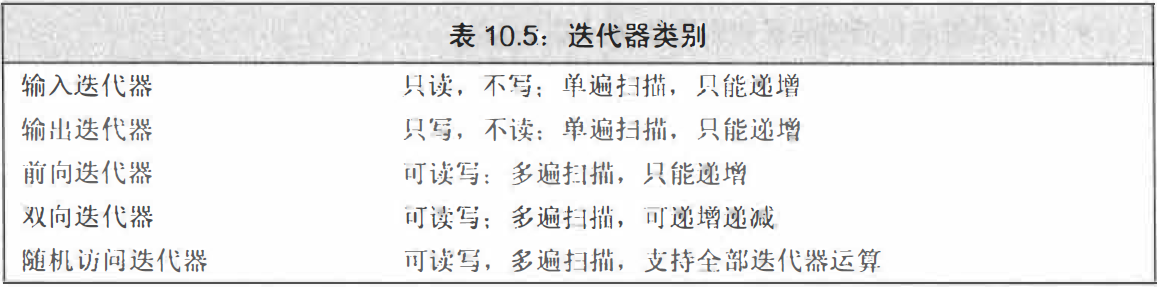 表 10.5：迭代器类别
输入迭代器 只读，不写；单遍扫描，只能递增
输出迭代器 只写，不读；单遍扫描，只能递增
前向迭代器 可读写；多遍扫描，只能递增
双向迭代器 可读写；多遍扫描，可递增递减
随机访问迭代器 可读写，多遍扫描，支持全部迭代器运算